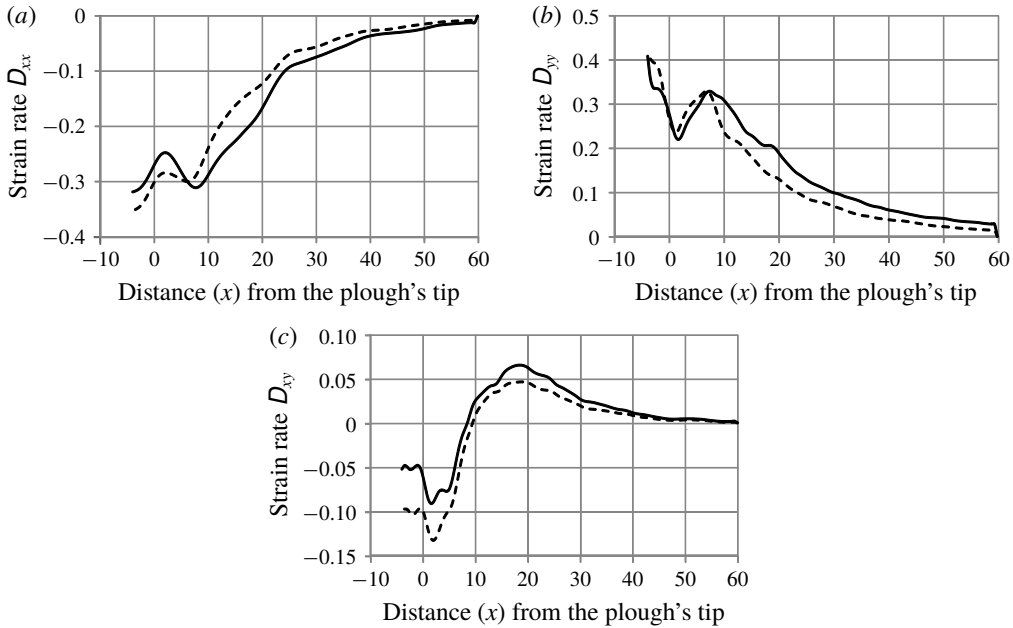 (a)
Strain rate Dxx
0
−0.1
−0.2
−0.3
−0.4
−10 0 10 20 30 40 50 60
Distance (x) from the plough's tip
(b)
Strain rate Dyy
0.5
0.4
0.3
0.2
0.1
0
−10 0 10 20 30 40 50 60
Distance (x) from the plough's tip
(c)
Strain rate Dxy
0.10
0.05
0
−0.05
−0.10
−0.15
−10 0 10 20 30 40 50 60
Distance (x) from the plough's tip